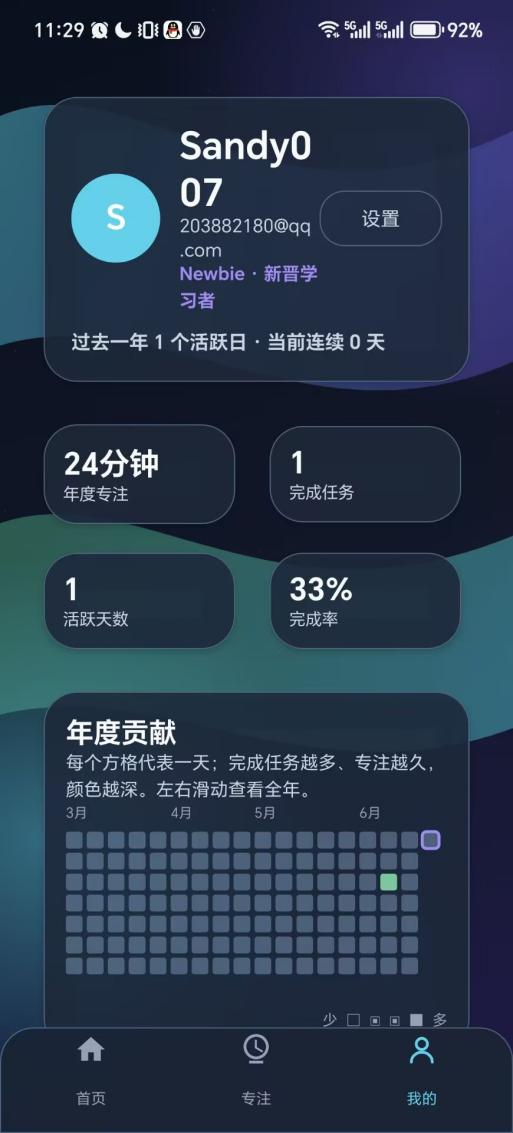 11:29
5G 5G 92%
Sandy0
07
S
203882180@qq
.com
设置
Newbie · 新晋学
习者
过去一年 1 个活跃日 · 当前连续 0 天
24分钟
年度专注
1
完成任务
1
活跃天数
33%
完成率
年度贡献
每个方格代表一天；完成任务越多、专注越久，
颜色越深。左右滑动查看全年。
3月 4月 5月 6月
少 多
首页 专注 我的